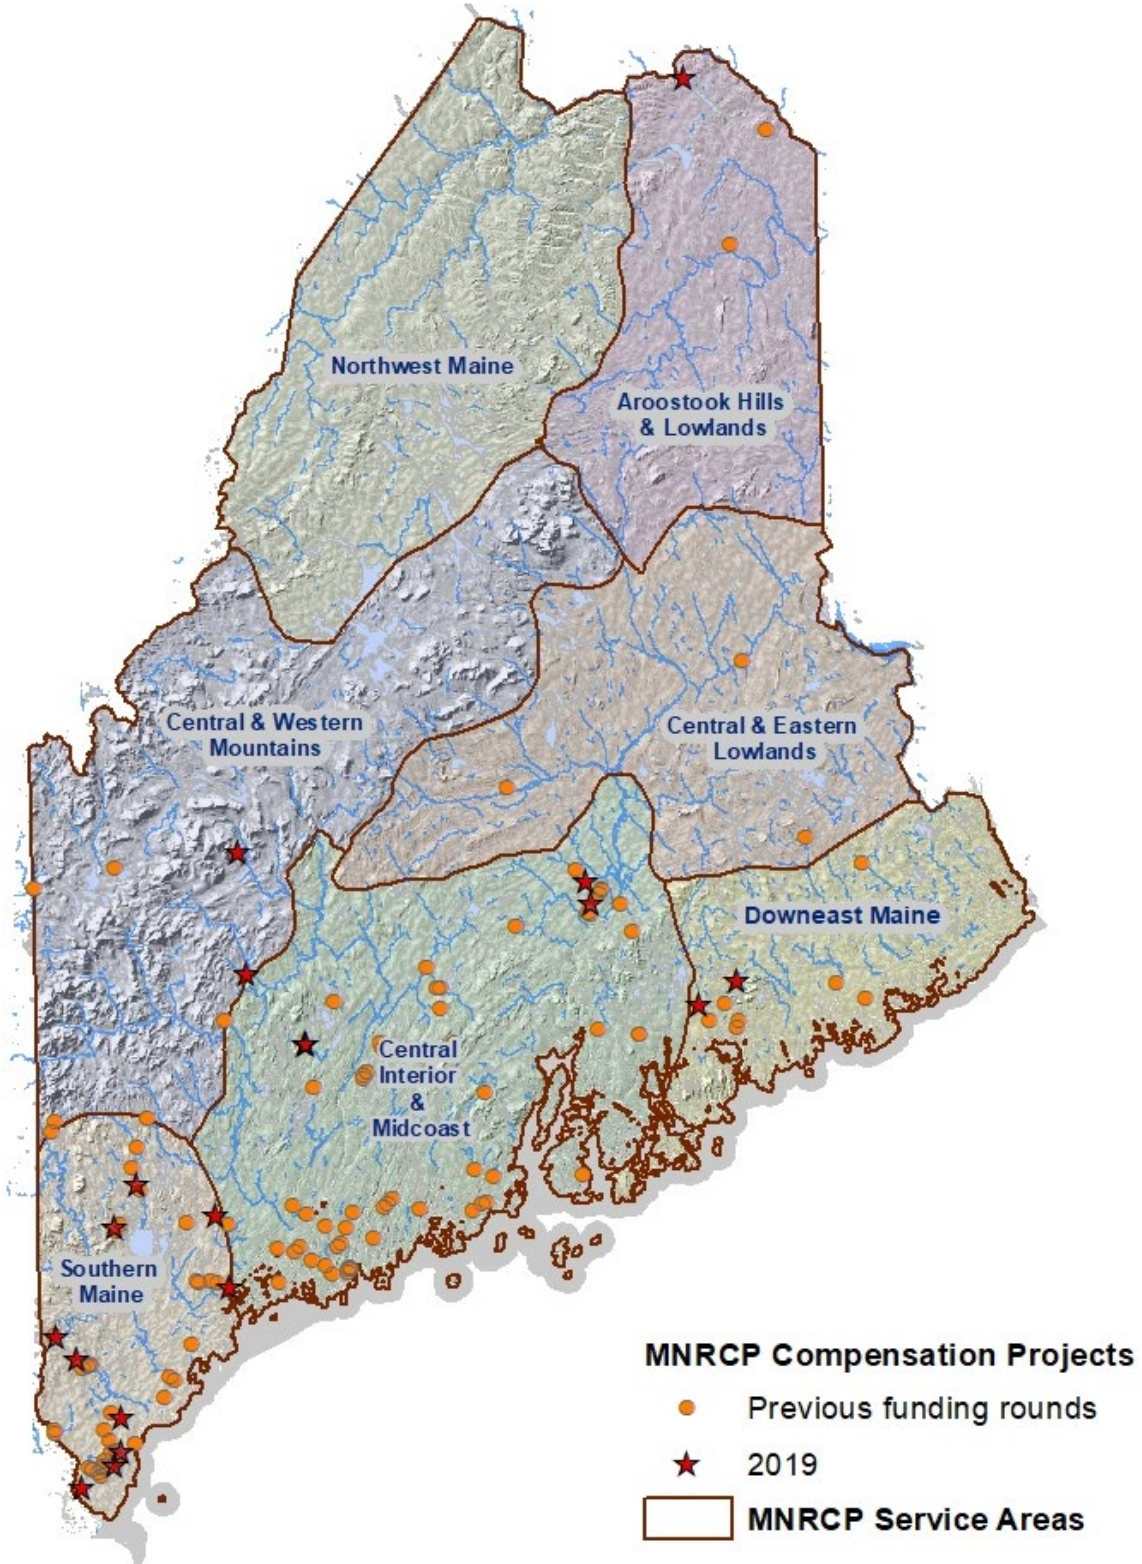 Northwest Maine
Aroostook Hills
& Lowlands
Central & Western
Mountains
Central & Eastern
Lowlands
Downeast Maine
Central
Interior
&
Midcoast
Southern
Maine
MNRCP Compensation Projects
Previous funding rounds
2019
MNRCP Service Areas